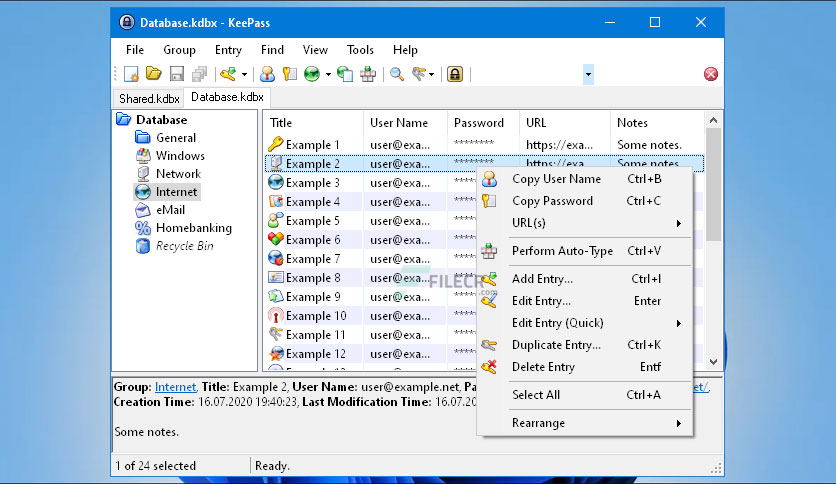 Database.kdbx - KeePass
File Group Entry Find View Tools Help
Shared.kdbx Database.kdbx
Database
General
Windows
Network
Internet
eMail
Homebanking
Recycle Bin
Title User Name Password URL Notes
Example 1 user@exa... ******** https://exa... Some notes.
Example 2 user@exa... ******** https://exa... Some notes.
Example 3 user@exa...
Example 4 user@exa...
Example 5 user@exa...
Example 6 user@exa...
Example 7 user@exa...
Example 8 user@exa...
Example 9 user@exa...
Example 10 user@exa...
Example 11 user@exa...
Example 12 user@exa...
Copy User Name Ctrl+B
Copy Password Ctrl+C
URL(s)
Perform Auto-Type Ctrl+V
Add Entry... Ctrl+I
Edit Entry... Enter
Edit Entry (Quick)
Duplicate Entry... Ctrl+K
Delete Entry Entf
Select All Ctrl+A
Rearrange
FILECR
.com
Group: Internet, Title: Example 2, User Name: user@example.net,
Creation Time: 16.07.2020 19:40:23, Last Modification Time:
Some notes.
1 of 24 selected Ready.